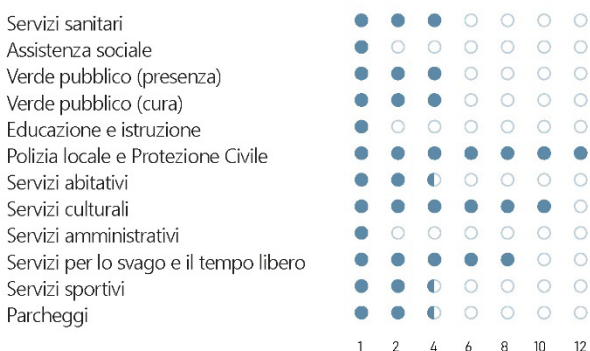 Servizi sanitari
Assistenza sociale
Verde pubblico (presenza)
Verde pubblico (cura)
Educazione e istruzione
Polizia locale e Protezione Civile
Servizi abitativi
Servizi culturali
Servizi amministrativi
Servizi per lo svago e il tempo libero
Servizi sportivi
Parcheggi
1 2 4 6 8 10 12